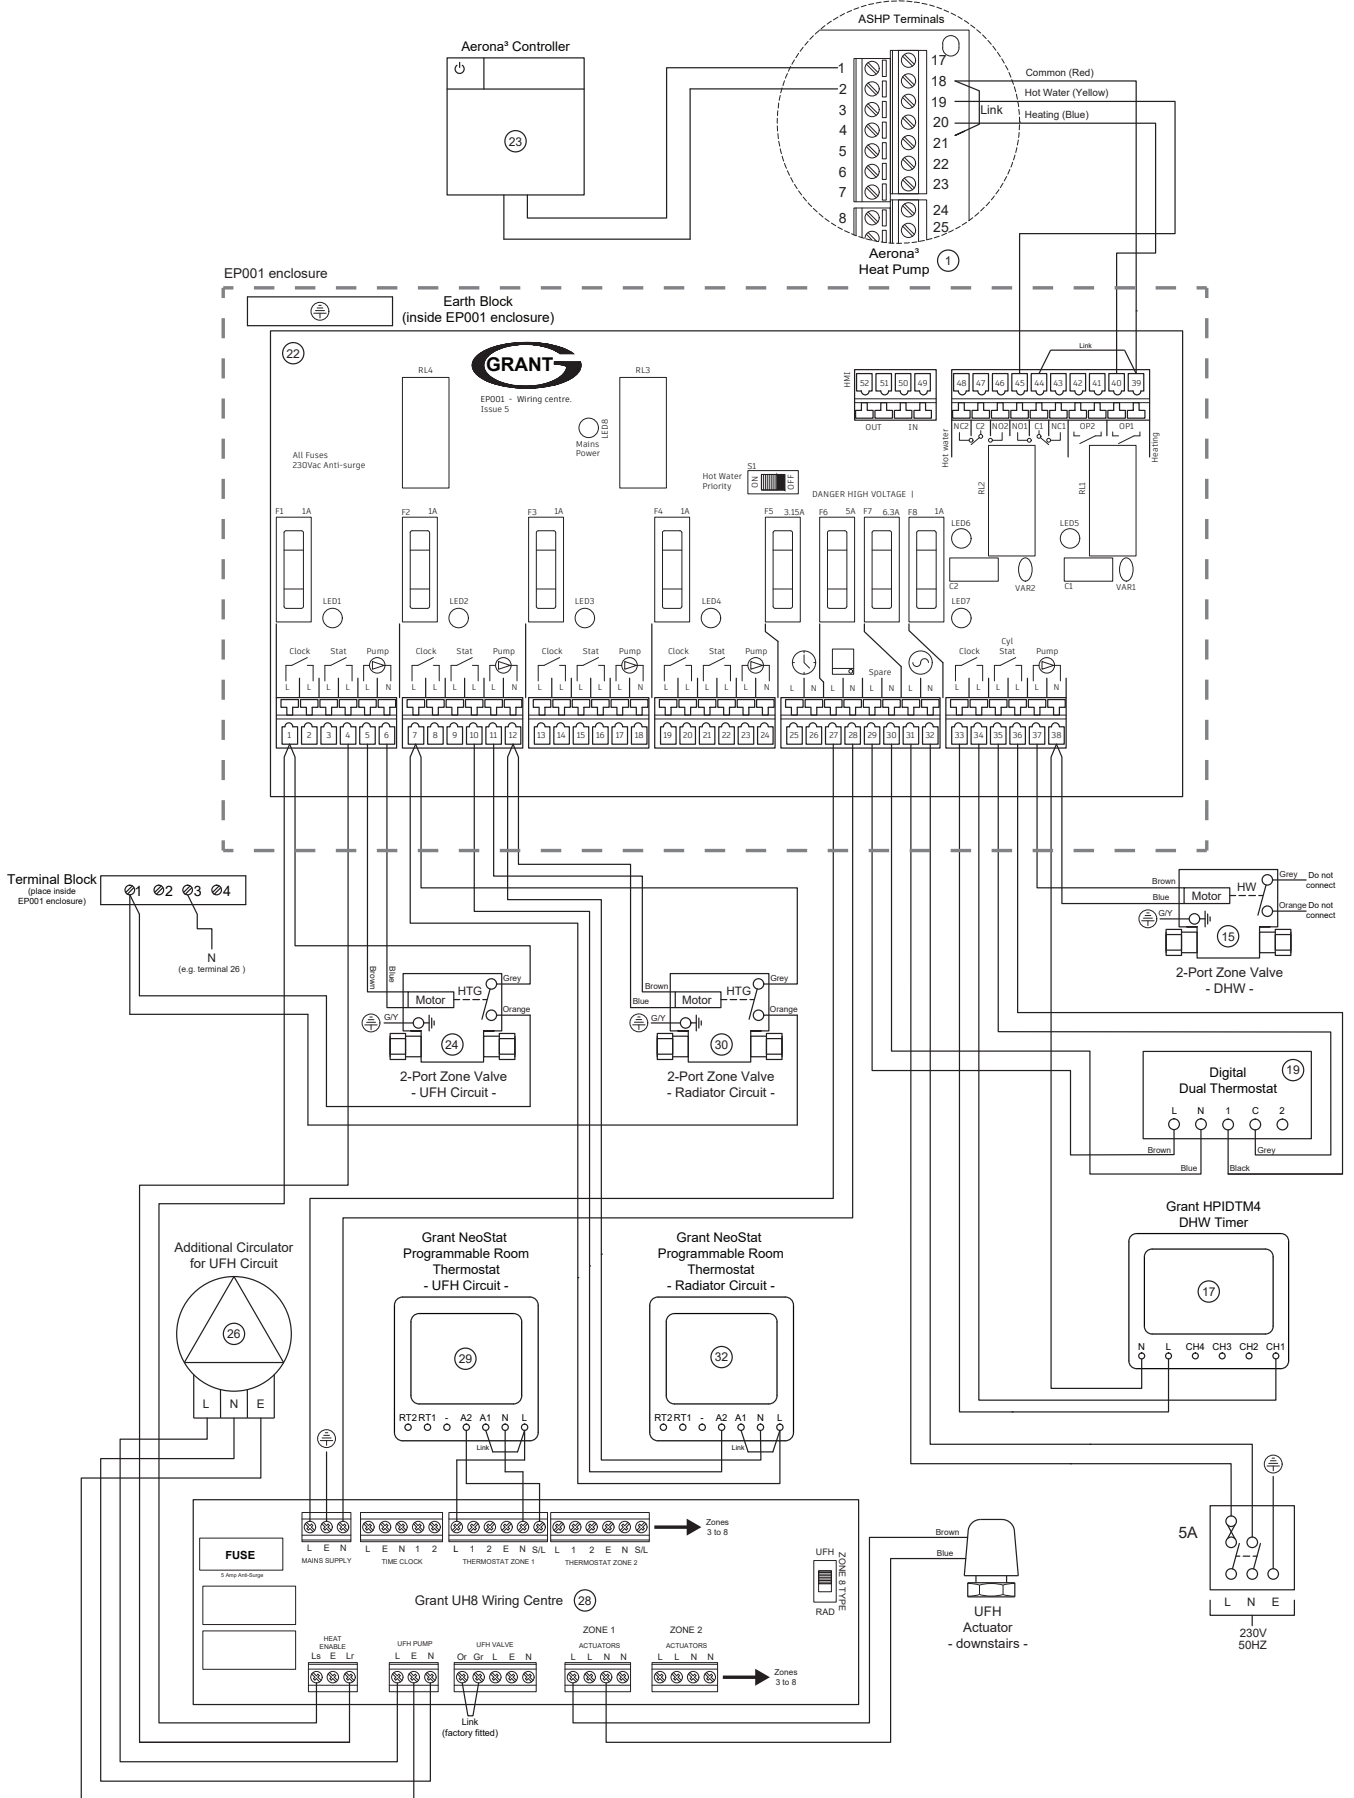 ASHP Terminals
Aerona³ Controller
23
1
2
3
4
5
6
7
8
17
18
19
20
21
22
23
24
25
Link
Common (Red)
Hot Water (Yellow)
Heating (Blue)
Aerona³
Heat Pump
1
EP001 enclosure
Earth Block
(inside EP001 enclosure)
22
GRANT
EP001 - Wiring centre.
Issue 5
RL4
RL3
LED8
Mains
Power
All Fuses
230Vac Anti-surge
Hot Water
Priority
S1
ON
OFF
DANGER HIGH VOLTAGE !
HMI
52 51 50 49
OUT IN
Link
48 47 46 45 44 43 42 41 40 39
Hot water
NC2 C2 NO2 NO1 C1 NC1 OP2 OP1
Heating
RL2
RL1
LED6
LED5
C2
VAR2
C1
VAR1
F1 1A
F2 1A
F3 1A
F4 1A
F5 3.15A
F6 5A
F7 6.3A
F8 1A
LED1
LED2
LED3
LED4
LED7
Clock Stat Pump
Clock Stat Pump
Clock Stat Pump
Clock Stat Pump
Spare
Clock
Cyl
Stat
Pump
L L L L L N
L L L L L N
L L L L L N
L L L L L N
L N L N L N L N
L L L L L N
1 2 3 4 5 6
7 8 9 10 11 12
13 14 15 16 17 18
19 20 21 22 23 24
25 26 27 28 29 30 31 32
33 34 35 36 37 38
Terminal Block
(place inside
EP001 enclosure)
1 2 3 4
N
(e.g. terminal 26 )
Brown
Blue
Motor
HTG
Grey
Orange
G/Y
24
2-Port Zone Valve
- UFH Circuit -
Brown
Blue
Motor
HTG
Grey
Orange
G/Y
30
2-Port Zone Valve
- Radiator Circuit -
Brown
Blue
Motor
HW
Grey
Do not
connect
Orange
Do not
connect
G/Y
15
2-Port Zone Valve
- DHW -
Digital
Dual Thermostat
19
L N 1 C 2
Brown
Blue
Black
Grey
Grant HPIDTM4
DHW Timer
17
N L CH4 CH3 CH2 CH1
Additional Circulator
for UFH Circuit
26
L N E
Grant NeoStat
Programmable Room
Thermostat
- UFH Circuit -
29
RT2 RT1 - A2 A1 N L
Link
Grant NeoStat
Programmable Room
Thermostat
- Radiator Circuit -
32
RT2 RT1 - A2 A1 N L
Link
FUSE
5 Amp Anti-Surge
L E N
MAINS SUPPLY
L E N 1 2
TIME CLOCK
L 1 2 E N S/L
THERMOSTAT ZONE 1
L 1 2 E N S/L
THERMOSTAT ZONE 2
Zones
3 to 8
Grant UH8 Wiring Centre
28
UFH
RAD
ZONE 8 TYPE
HEAT
ENABLE
Ls E Lr
UFH PUMP
L E N
UFH VALVE
Or Gr L E N
Link
(factory fitted)
ZONE 1
ACTUATORS
L L N N
ZONE 2
ACTUATORS
L L N N
Zones
3 to 8
Brown
Blue
UFH
Actuator
- downstairs -
5A
L N E
230V
50HZ